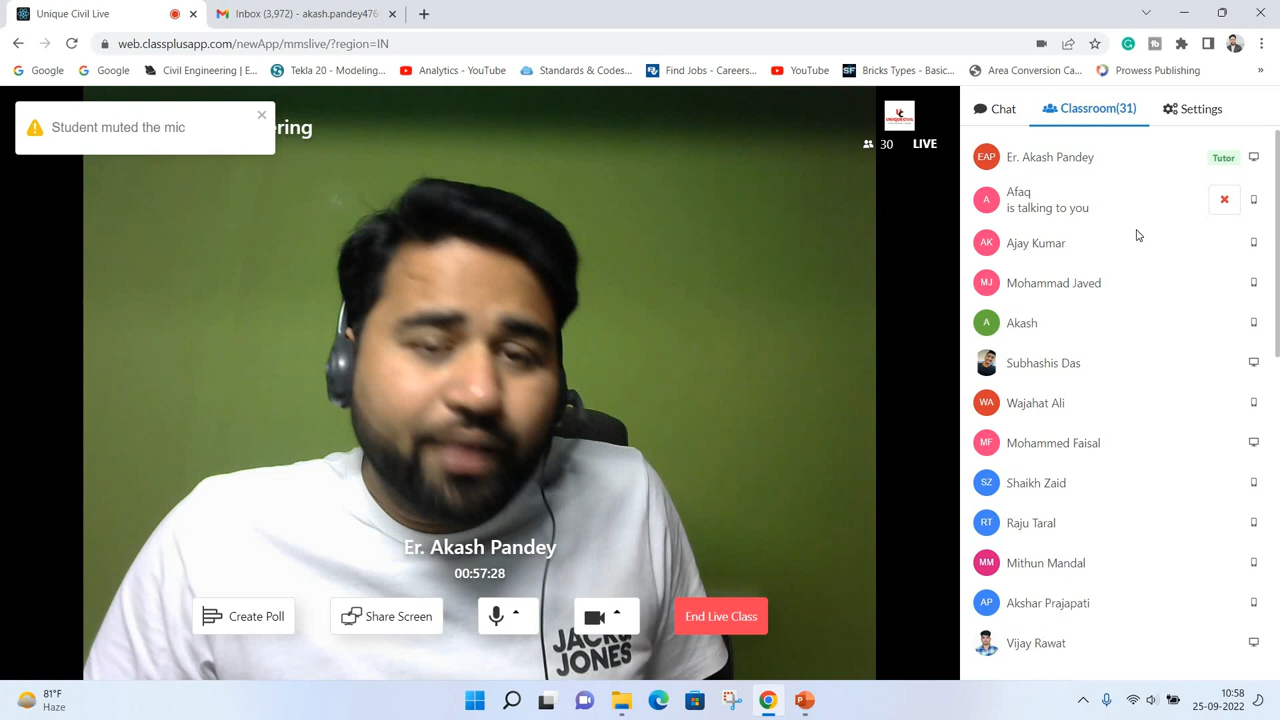 Unique Civil Live
Inbox (3,972) - akash.pandey476
web.classplusapp.com/newApp/mmslive/?region=IN
Google
Google
Civil Engineering | E...
Tekla 20 - Modeling...
Analytics - YouTube
Standards & Codes...
Find Jobs - Careers...
YouTube
Bricks Types - Basic...
Area Conversion Ca...
Prowess Publishing
»
Student muted the mic
ering
UNIQUE CIVIL
30 LIVE
Chat
Classroom(31)
Settings
EAP Er. Akash Pandey Tutor
A Afaq
is talking to you
AK Ajay Kumar
MJ Mohammad Javed
A Akash
Subhashis Das
WA Wajahat Ali
MF Mohammed Faisal
SZ Shaikh Zaid
RT Raju Taral
MM Mithun Mandal
AP Akshar Prajapati
Vijay Rawat
Er. Akash Pandey
00:57:28
Create Poll
Share Screen
End Live Class
JACK &
JONES
81°F
Haze
10:58
25-09-2022